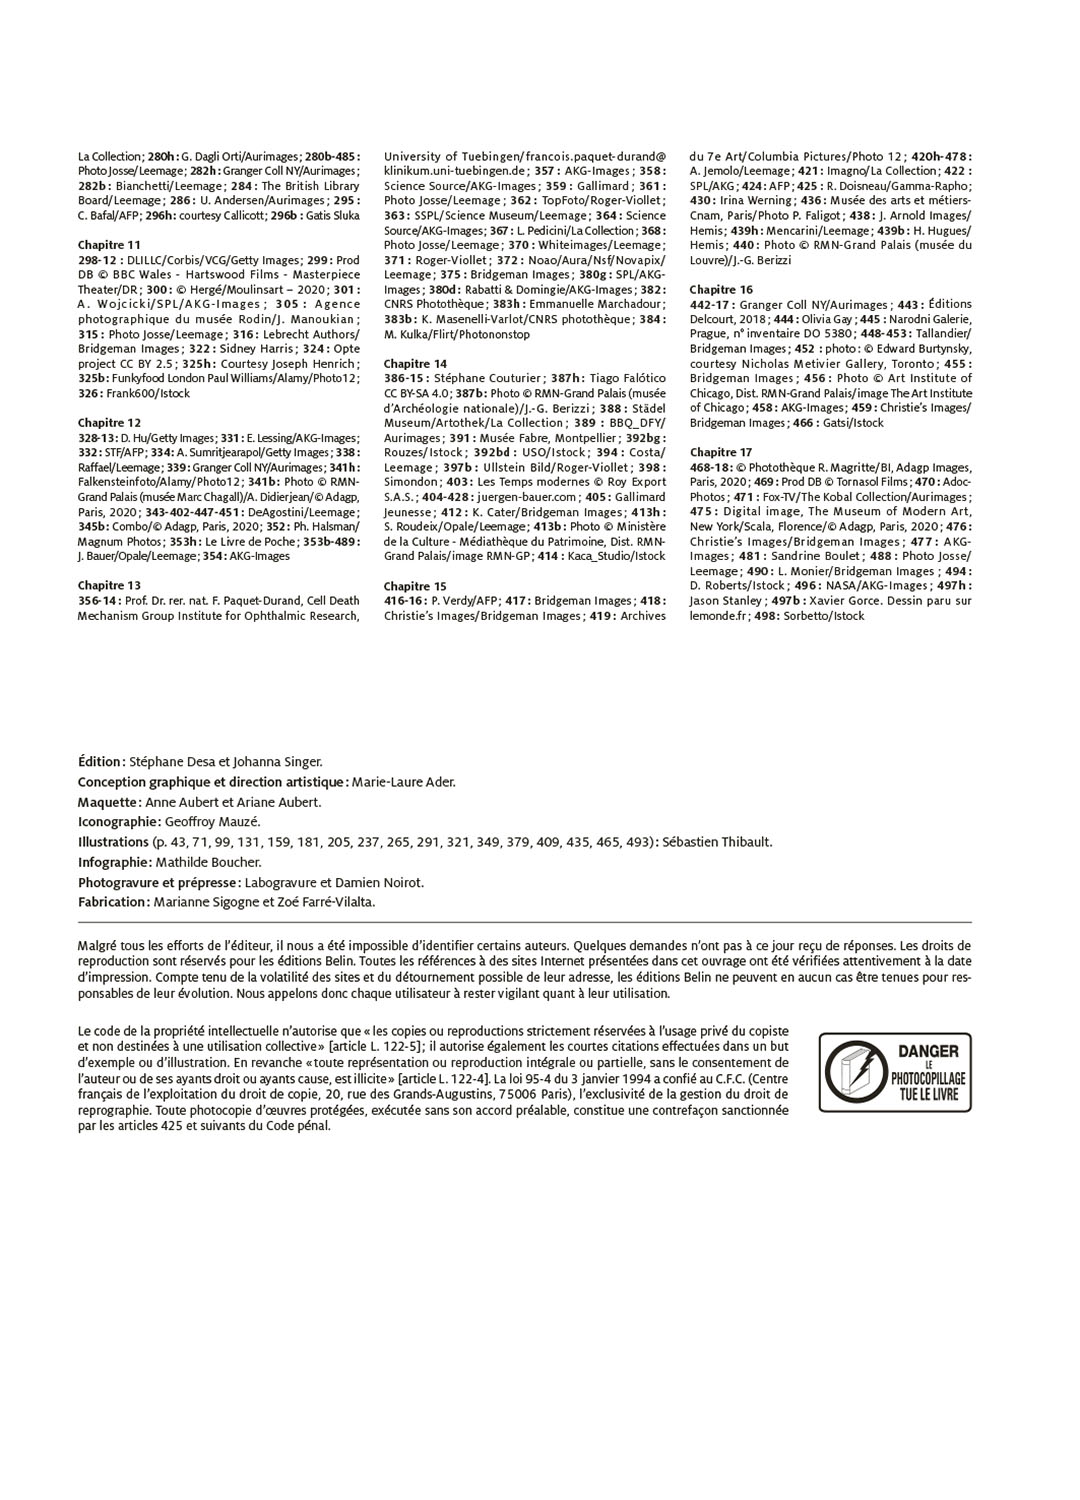 La Collection ; 280h : G. Dagli Orti/Aurimages ; 280b-485 :
Photo Josse/Leemage ; 282h : Granger Coll NY/Aurimages ;
282b : Bianchetti/Leemage ; 284 : The British Library
Board/Leemage ; 286 : U. Andersen/Aurimages ; 295 :
C. Bafal/AFP ; 296h : courtesy Callicott ; 296b : Gatis Sluka
Chapitre 11
298-12 : DLILLC/Corbis/VCG/Getty Images ; 299 : Prod
DB © BBC Wales - Hartswood Films - Masterpiece
Theater/DR ; 300 : © Hergé/Moulinsart – 2020 ; 301 :
A. Wojcicki/SPL/AKG-Images ; 305 : Agence
photographique du musée Rodin/J. Manoukian ;
315 : Photo Josse/Leemage ; 316 : Lebrecht Authors/
Bridgeman Images ; 322 : Sidney Harris ; 324 : Opte
project CC BY 2.5 ; 325h : Courtesy Joseph Henrich ;
325b : Funkyfood London Paul Williams/Alamy/Photo12 ;
326 : Frank600/Istock
Chapitre 12
328-13 : D. Hu/Getty Images ; 331 : E. Lessing/AKG-Images ;
332 : STF/AFP ; 334 : A. Sumritjearapol/Getty Images ; 338 :
Raffael/Leemage ; 339 : Granger Coll NY/Aurimages ; 341h :
Falkensteinfoto/Alamy/Photo12 ; 341b : Photo © RMN-
Grand Palais (musée Marc Chagall)/A. Didierjean/© Adagp,
Paris, 2020 ; 343-402-447-451 : DeAgostini/Leemage ;
345b : Combo/© Adagp, Paris, 2020 ; 352 : Ph. Halsman/
Magnum Photos ; 353h : Le Livre de Poche ; 353b-489 :
J. Bauer/Opale/Leemage ; 354 : AKG-Images
Chapitre 13
356-14 : Prof. Dr. rer. nat. F. Paquet-Durand, Cell Death
Mechanism Group Institute for Ophthalmic Research,
University of Tuebingen/francois.paquet-durand@
klinikum.uni-tuebingen.de ; 357 : AKG-Images ; 358 :
Science Source/AKG-Images ; 359 : Gallimard ; 361 :
Photo Josse/Leemage ; 362 : TopFoto/Roger-Viollet ;
363 : SSPL/Science Museum/Leemage ; 364 : Science
Source/AKG-Images ; 367 : L. Pedicini/La Collection ; 368 :
Photo Josse/Leemage ; 370 : Whiteimages/Leemage ;
371 : Roger-Viollet ; 372 : Noao/Aura/Nsf/Novapix/
Leemage ; 375 : Bridgeman Images ; 380g : SPL/AKG-
Images ; 380d : Rabatti & Domingie/AKG-Images ; 382 :
CNRS Photothèque ; 383h : Emmanuelle Marchadour ;
383b : K. Masenelli-Varlot/CNRS photothèque ; 384 :
M. Kulka/Flirt/Photononstop
Chapitre 14
386-15 : Stéphane Couturier ; 387h : Tiago Falótico
CC BY-SA 4.0 ; 387b : Photo © RMN-Grand Palais (musée
d'Archéologie nationale)/J.-G. Berizzi ; 388 : Städel
Museum/Artothek/La Collection ; 389 : BBQ_DFY/
Aurimages ; 391 : Musée Fabre, Montpellier ; 392bg :
Rouzes/Istock ; 392bd : USO/Istock ; 394 : Costa/
Leemage ; 397b : Ullstein Bild/Roger-Viollet ; 398 :
Simondon ; 403 : Les Temps modernes © Roy Export
S.A.S. ; 404-428 : juergen-bauer.com ; 405 : Gallimard
Jeunesse ; 412 : K. Cater/Bridgeman Images ; 413h :
S. Roudeix/Opale/Leemage ; 413b : Photo © Ministère
de la Culture - Médiathèque du Patrimoine, Dist. RMN-
Grand Palais/image RMN-GP ; 414 : Kaca_Studio/Istock
Chapitre 15
416-16 : P. Verdy/AFP ; 417 : Bridgeman Images ; 418 :
Christie's Images/Bridgeman Images ; 419 : Archives
du 7e Art/Columbia Pictures/Photo 12 ; 420h-478 :
A. Jemolo/Leemage ; 421 : Imagno/La Collection ; 422 :
SPL/AKG ; 424 : AFP ; 425 : R. Doisneau/Gamma-Rapho ;
430 : Irina Werning ; 436 : Musée des arts et métiers-
Cnam, Paris/Photo P. Faligot ; 438 : J. Arnold Images/
Hemis ; 439h : Mencarini/Leemage ; 439b : H. Hugues/
Hemis ; 440 : Photo © RMN-Grand Palais (musée du
Louvre)/J.-G. Berizzi
Chapitre 16
442-17 : Granger Coll NY/Aurimages ; 443 : Éditions
Delcourt, 2018 ; 444 : Olivia Gay ; 445 : Narodni Galerie,
Prague, n° inventaire DO 5380 ; 448-453 : Tallandier/
Bridgeman Images ; 452 : photo : © Edward Burtynsky,
courtesy Nicholas Metivier Gallery, Toronto ; 455 :
Bridgeman Images ; 456 : Photo © Art Institute of
Chicago, Dist. RMN-Grand Palais/image The Art Institute
of Chicago ; 458 : AKG-Images ; 459 : Christie's Images/
Bridgeman Images ; 466 : Gatsi/Istock
Chapitre 17
468-18 : © Photothèque R. Magritte/BI, Adagp Images,
Paris, 2020 ; 469 : Prod DB © Tornasol Films ; 470 : Adoc-
Photos ; 471 : Fox-TV/The Kobal Collection/Aurimages ;
475 : Digital image, The Museum of Modern Art,
New York/Scala, Florence/© Adagp, Paris, 2020 ; 476 :
Christie's Images/Bridgeman Images ; 477 : AKG-
Images ; 481 : Sandrine Boulet ; 488 : Photo Josse/
Leemage ; 490 : L. Monier/Bridgeman Images ; 494 :
D. Roberts/Istock ; 496 : NASA/AKG-Images ; 497h :
Jason Stanley ; 497b : Xavier Gorce. Dessin paru sur
lemonde.fr ; 498 : Sorbetto/Istock
Édition : Stéphane Desa et Johanna Singer.
Conception graphique et direction artistique : Marie-Laure Ader.
Maquette : Anne Aubert et Ariane Aubert.
Iconographie : Geoffroy Mauzé.
Illustrations (p. 43, 71, 99, 131, 159, 181, 205, 237, 265, 291, 321, 349, 379, 409, 435, 465, 493) : Sébastien Thibault.
Infographie : Mathilde Boucher.
Photogravure et prépresse : Labogravure et Damien Noirot.
Fabrication : Marianne Sigogne et Zoé Farré-Vilalta.
Malgré tous les efforts de l'éditeur, il nous a été impossible d'identifier certains auteurs. Quelques demandes n'ont pas à ce jour reçu de réponses. Les droits de
reproduction sont réservés pour les éditions Belin. Toutes les références à des sites Internet présentées dans cet ouvrage ont été vérifiées attentivement à la date
d'impression. Compte tenu de la volatilité des sites et du détournement possible de leur adresse, les éditions Belin ne peuvent en aucun cas être tenues pour res-
ponsables de leur évolution. Nous appelons donc chaque utilisateur à rester vigilant quant à leur utilisation.
Le code de la propriété intellectuelle n'autorise que « les copies ou reproductions strictement réservées à l'usage privé du copiste
et non destinées à une utilisation collective » [article L. 122-5] ; il autorise également les courtes citations effectuées dans un but
d'exemple ou d'illustration. En revanche « toute représentation ou reproduction intégrale ou partielle, sans le consentement de
l'auteur ou de ses ayants droit ou ayants cause, est illicite » [article L. 122-4]. La loi 95-4 du 3 janvier 1994 a confié au C.F.C. (Centre
français de l'exploitation du droit de copie, 20, rue des Grands-Augustins, 75006 Paris), l'exclusivité de la gestion du droit de
reprographie. Toute photocopie d'œuvres protégées, exécutée sans son accord préalable, constitue une contrefaçon sanctionnée
par les articles 425 et suivants du Code pénal.
DANGER
LE
PHOTOCOPILLAGE
TUE LE LIVRE